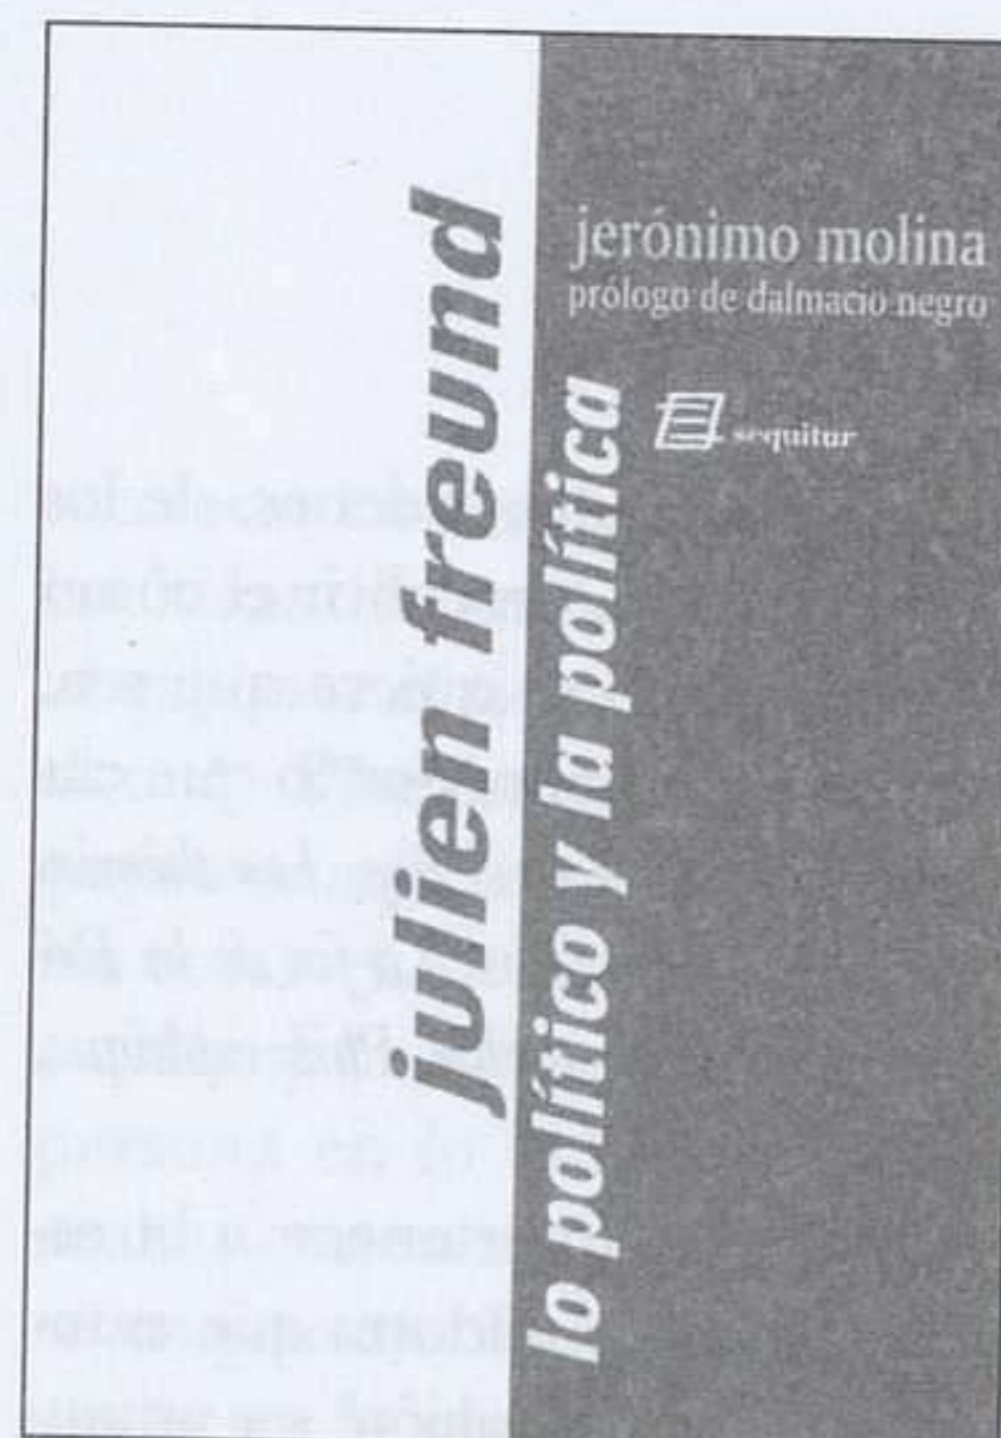 jerónimo molina
prólogo de dalmacio negro
sequitur
julien freund
lo político y la política